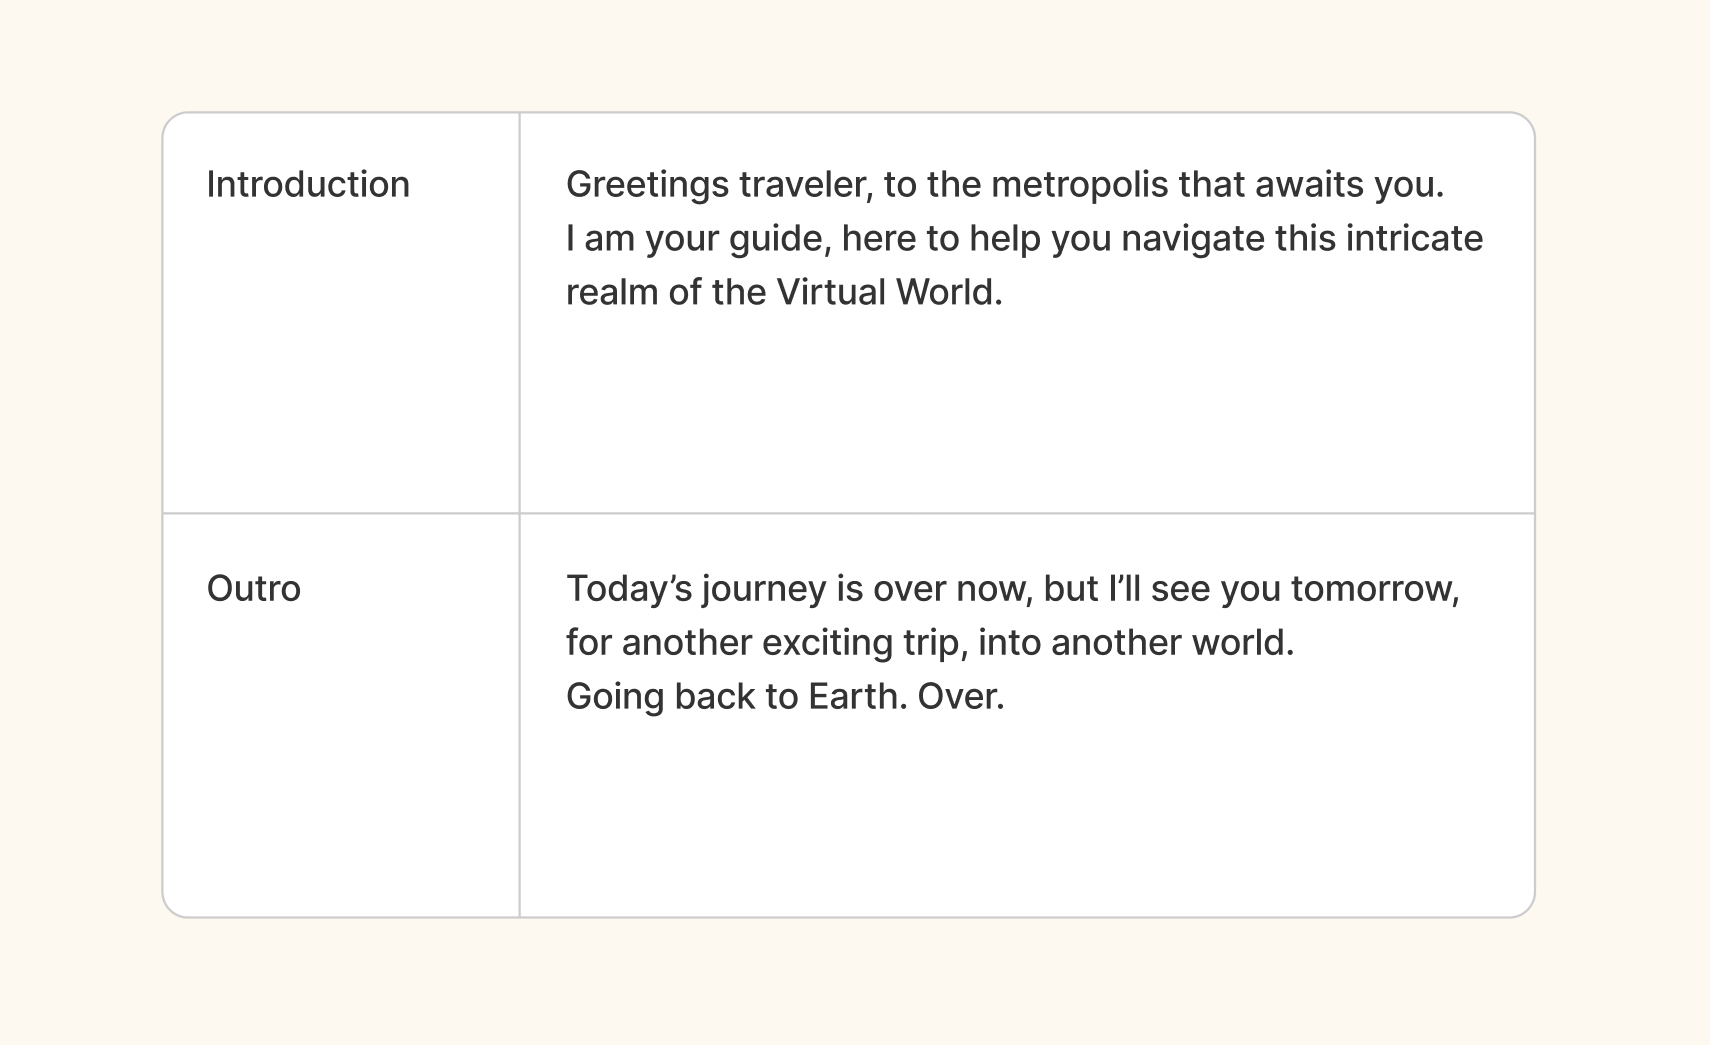 Introduction
Greetings traveler, to the metropolis that awaits you.
I am your guide, here to help you navigate this intricate
realm of the Virtual World.
Outro
Today’s journey is over now, but I’ll see you tomorrow,
for another exciting trip, into another world.
Going back to Earth. Over.